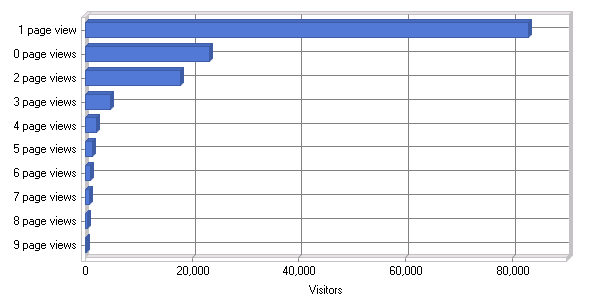 1 page view
0 page views
2 page views
3 page views
4 page views
5 page views
6 page views
7 page views
8 page views
9 page views
0 20,000 40,000 60,000 80,000
Visitors